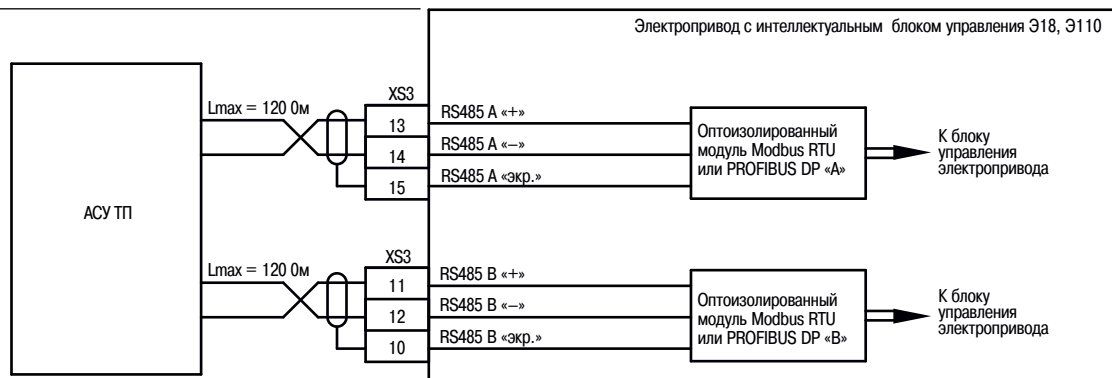 Электропривод с интеллектуальным блоком управления Э18, Э110
АСУ ТП
Lmax = 120 Ом
XS3
13
14
15
RS485 А «+»
RS485 А «–»
RS485 А «экр.»
Оптоизолированный
модуль Modbus RTU
или PROFIBUS DP «А»
К блоку
управления
электропривода
Lmax = 120 Ом
XS3
11
12
10
RS485 В «+»
RS485 В «–»
RS485 В «экр.»
Оптоизолированный
модуль Modbus RTU
или PROFIBUS DP «В»
К блоку
управления
электропривода